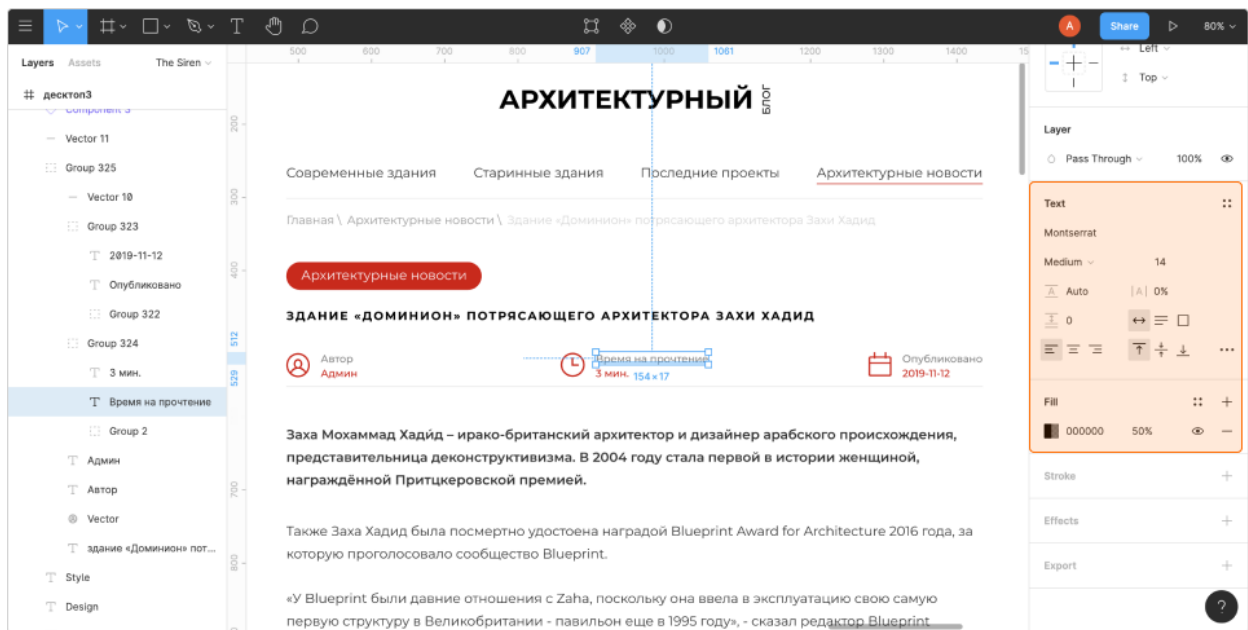 A Share 80%
Layers Assets The Siren
десктоп3
Component 3
Vector 11
Group 325
Vector 10
Group 323
2019-11-12
Опубликовано
Group 322
Group 324
3 мин.
Время на прочтение
Group 2
Админ
Автор
Vector
здание «Доминион» пот...
Style
Design
500 600 700 800 907 1000 1061 1200 1300 1400 15
200
300
400
512
529
700
800
АРХИТЕКТУРНЫЙ БЛОГ
Современные здания Старинные здания Последние проекты Архитектурные новости
Главная \ Архитектурные новости \ Здание «Доминион» потрясающего архитектора Захи Хадид
Архитектурные новости
ЗДАНИЕ «ДОМИНИОН» ПОТРЯСАЮЩЕГО АРХИТЕКТОРА ЗАХИ ХАДИД
Автор
Админ
Время на прочтение
3 мин. 154 × 17
Опубликовано
2019-11-12
Заха Мохаммад Хади́д – ирако-британский архитектор и дизайнер арабского происхождения,
представительница деконструктивизма. В 2004 году стала первой в истории женщиной,
награждённой Притцкеровской премией.
Также Заха Хадид была посмертно удостоена наградой Blueprint Award for Architecture 2016 года, за
которую проголосовало сообщество Blueprint.
«У Blueprint были давние отношения с Zaha, поскольку она ввела в эксплуатацию свою самую
первую структуру в Великобритании - павильон еще в 1995 году», - сказал редактор Blueprint
Left
Top
Layer
Pass Through 100%
Text
Montserrat
Medium 14
A Auto |A| 0%
0
Fill
000000 50%
Stroke
Effects
Export
?